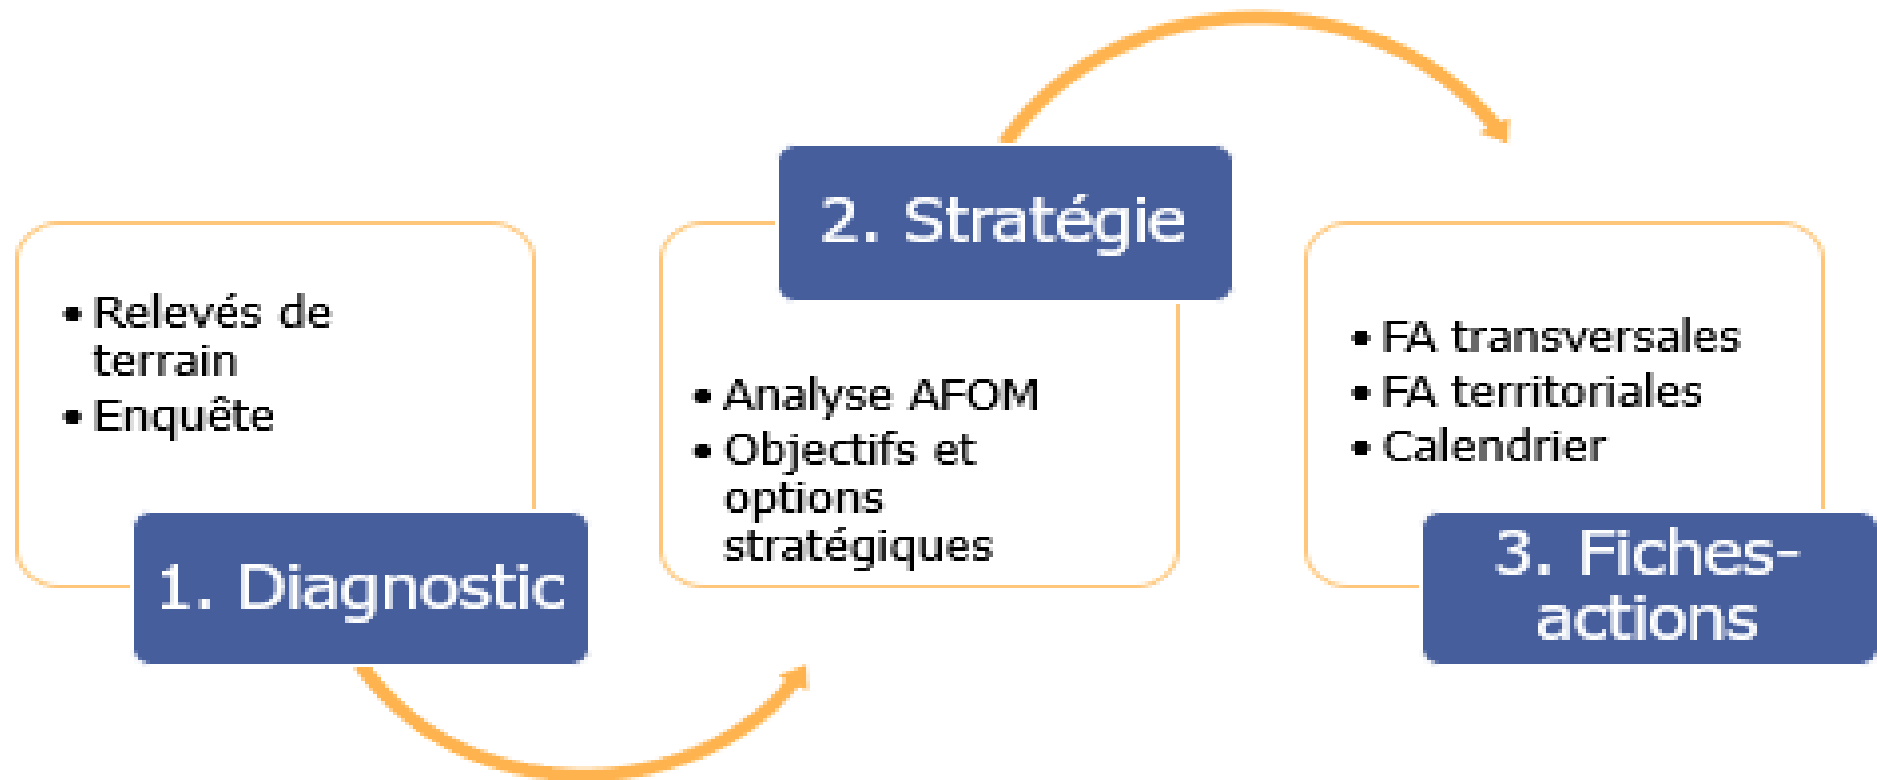 • Relevés de
terrain
• Enquête
1. Diagnostic
2. Stratégie
• Analyse AFOM
• Objectifs et
options
stratégiques
• FA transversales
• FA territoriales
• Calendrier
3. Fiches-
actions